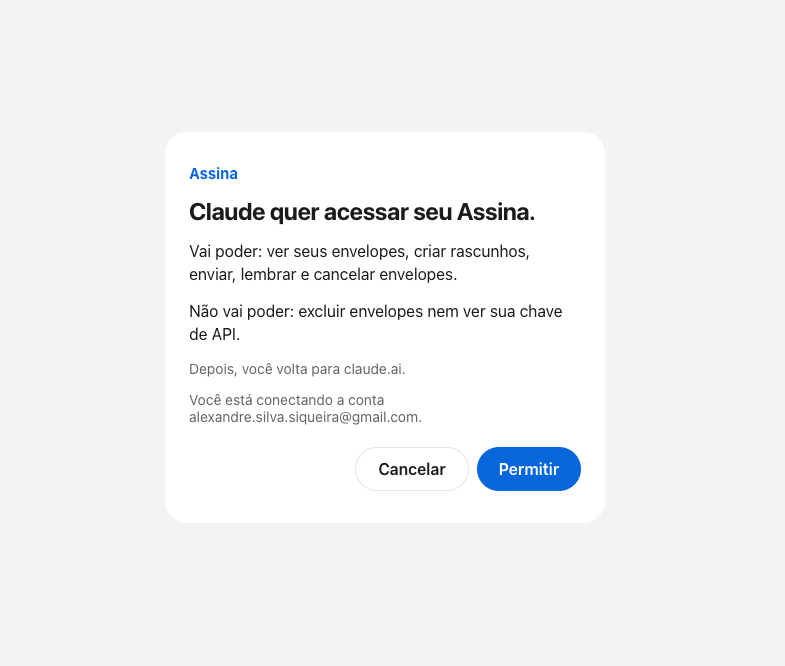 Assina
Claude quer acessar seu Assina.
Vai poder: ver seus envelopes, criar rascunhos,
enviar, lembrar e cancelar envelopes.
Não vai poder: excluir envelopes nem ver sua chave
de API.
Depois, você volta para claude.ai.
Você está conectando a conta
alexandre.silva.siqueira@gmail.com.
Cancelar
Permitir